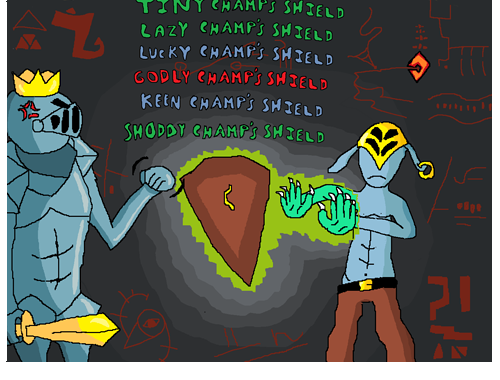 TINY CHAMP'S SHIELD
LAZY CHAMP'S SHIELD
LUCKY CHAMP'S SHIELD
GODLY CHAMP'S SHIELD
KEEN CHAMP'S SHIELD
SHODDY CHAMP'S SHIELD